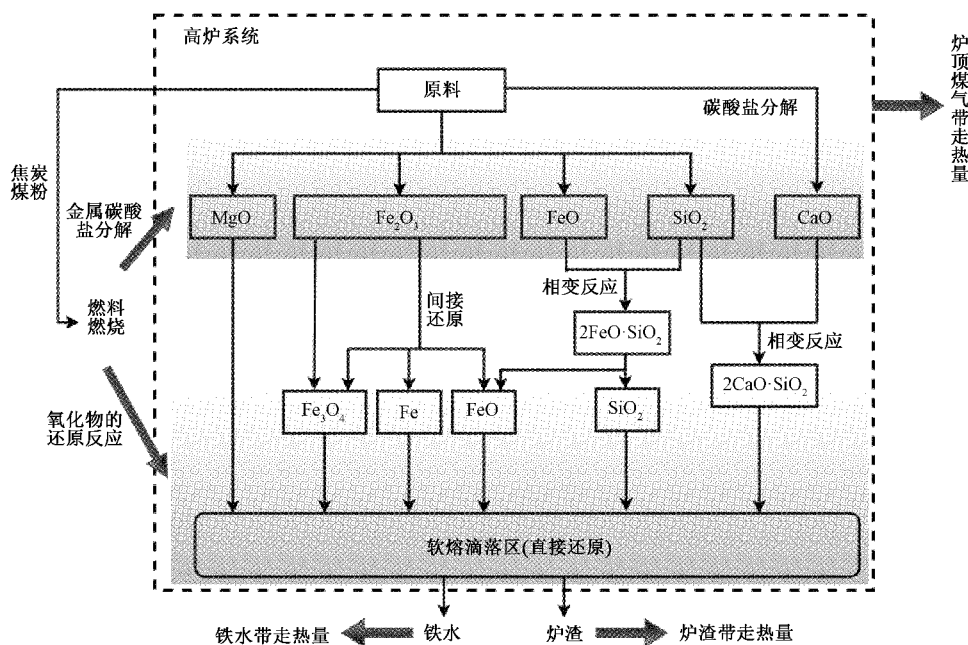 高炉系统
炉顶煤气带走热量
原料
碳酸盐分解
焦炭
煤粉
金属碳酸
盐分解
MgO
Fe₂O₃
FeO
SiO₂
CaO
燃料
燃烧
间接
还原
相变反应
2FeO·SiO₂
相变反应
2CaO·SiO₂
氧化物的
还原反应
Fe₃O₄
Fe
FeO
SiO₂
软熔滴落区(直接还原)
铁水带走热量
铁水
炉渣
炉渣带走热量